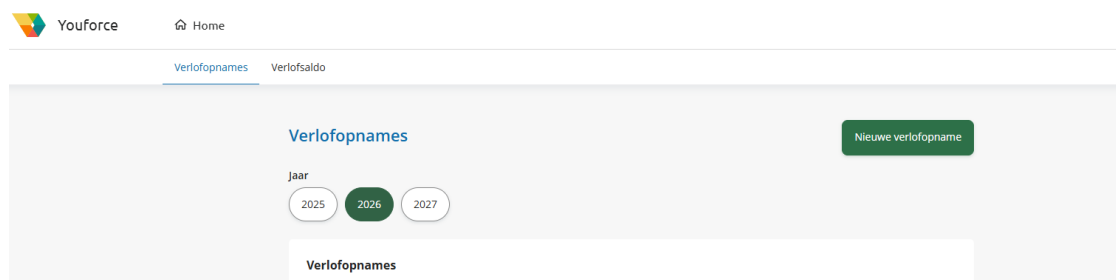 Youforce
Home
Verlofopnames Verlofsaldo
Verlofopnames
Nieuwe verlofopname
Jaar
2025 2026 2027
Verlofopnames